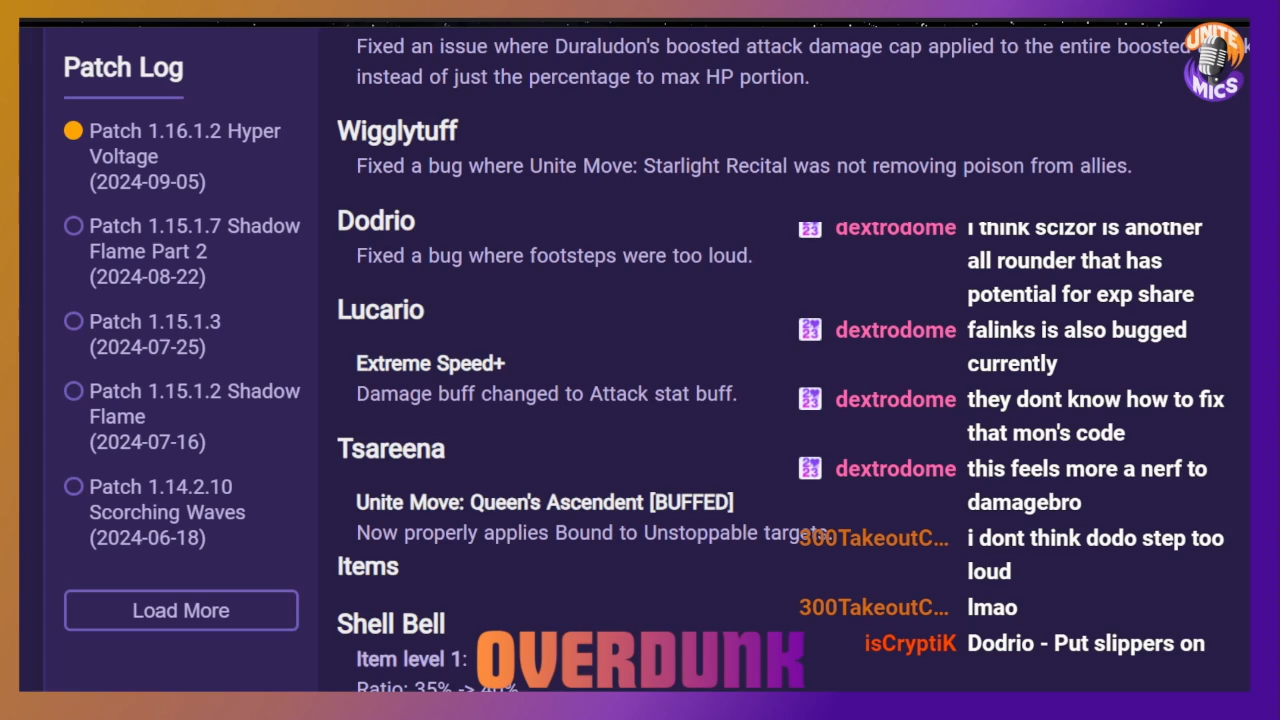 Patch Log
Patch 1.16.1.2 Hyper
Voltage
(2024-09-05)
Patch 1.15.1.7 Shadow
Flame Part 2
(2024-08-22)
Patch 1.15.1.3
(2024-07-25)
Patch 1.15.1.2 Shadow
Flame
(2024-07-16)
Patch 1.14.2.10
Scorching Waves
(2024-06-18)
Load More
Fixed an issue where Duraludon's boosted attack damage cap applied to the entire boosted
instead of just the percentage to max HP portion.
Wigglytuff
Fixed a bug where Unite Move: Starlight Recital was not removing poison from allies.
Dodrio
Fixed a bug where footsteps were too loud.
Lucario
Extreme Speed+
Damage buff changed to Attack stat buff.
Tsareena
Unite Move: Queen's Ascendent [BUFFED]
Now properly applies Bound to Unstoppable targets.
Items
Shell Bell
Item level 1:
Ratio: 35% -> 40%
UNITE
MICS
dextrodome i think scizor is another
all rounder that has
potential for exp share
dextrodome falinks is also bugged
currently
dextrodome they dont know how to fix
that mon's code
dextrodome this feels more a nerf to
damagebro
300TakeoutC... i dont think dodo step too
loud
300TakeoutC... lmao
isCryptiK Dodrio - Put slippers on
OVERDUNK